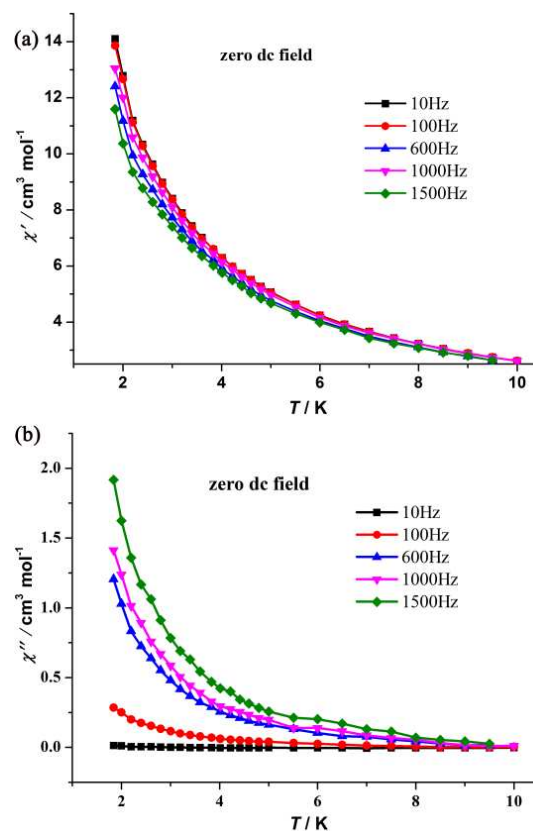 (a)
zero dc field
10Hz
100Hz
600Hz
1000Hz
1500Hz
χ′ / cm³ mol⁻¹
14
12
10
8
6
4
2 4 6 8 10
T / K
(b)
zero dc field
10Hz
100Hz
600Hz
1000Hz
1500Hz
χ″ / cm³ mol⁻¹
2.0
1.5
1.0
0.5
0.0
2 4 6 8 10
T / K